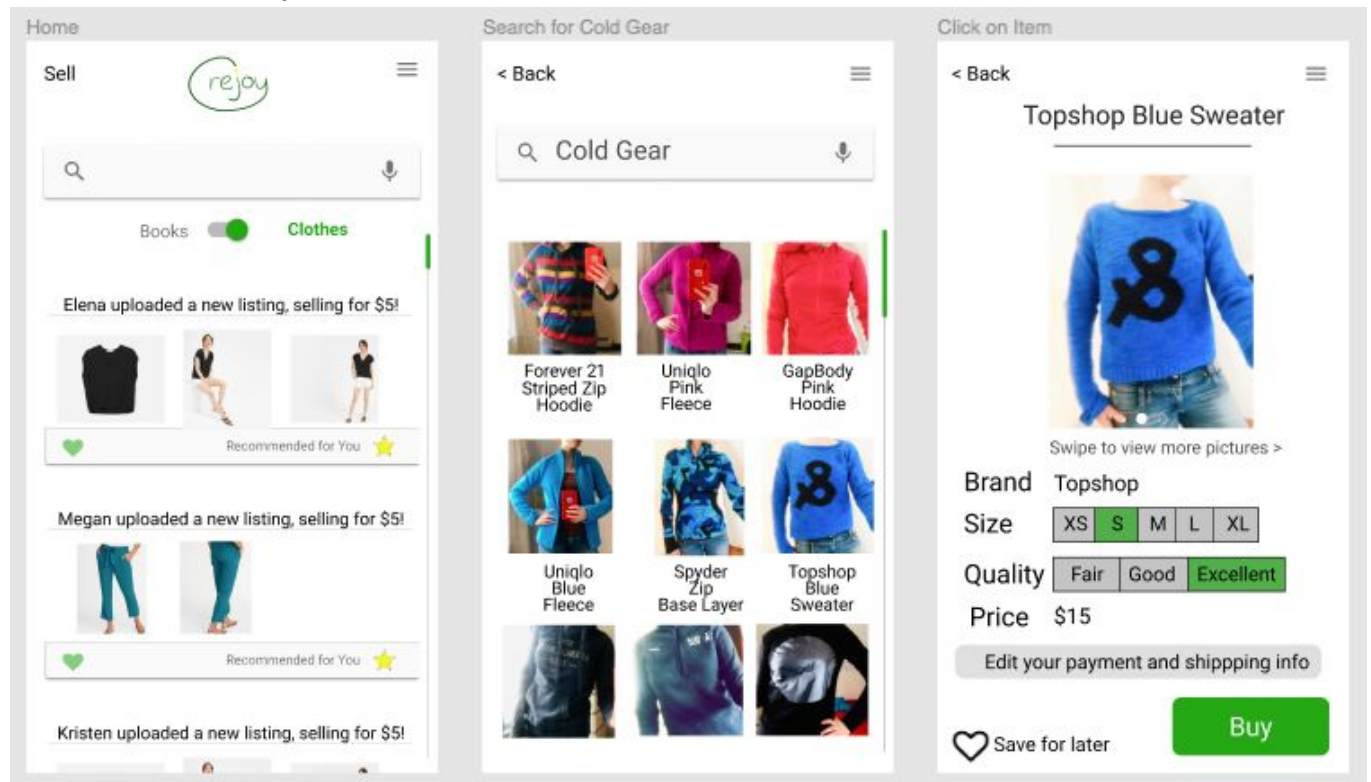 Home
Sell
rejoy
Books
Clothes
Elena uploaded a new listing, selling for $5!
Recommended for You
Megan uploaded a new listing, selling for $5!
Recommended for You
Kristen uploaded a new listing, selling for $5!
Search for Cold Gear
< Back
Cold Gear
Forever 21
Striped Zip
Hoodie
Uniqlo
Pink
Fleece
GapBody
Pink
Hoodie
Uniqlo
Blue
Fleece
Spyder
Zip
Base Layer
Topshop
Blue
Sweater
Click on Item
< Back
Topshop Blue Sweater
Swipe to view more pictures >
Brand Topshop
Size XS S M L XL
Quality Fair Good Excellent
Price $15
Edit your payment and shippping info
Save for later
Buy